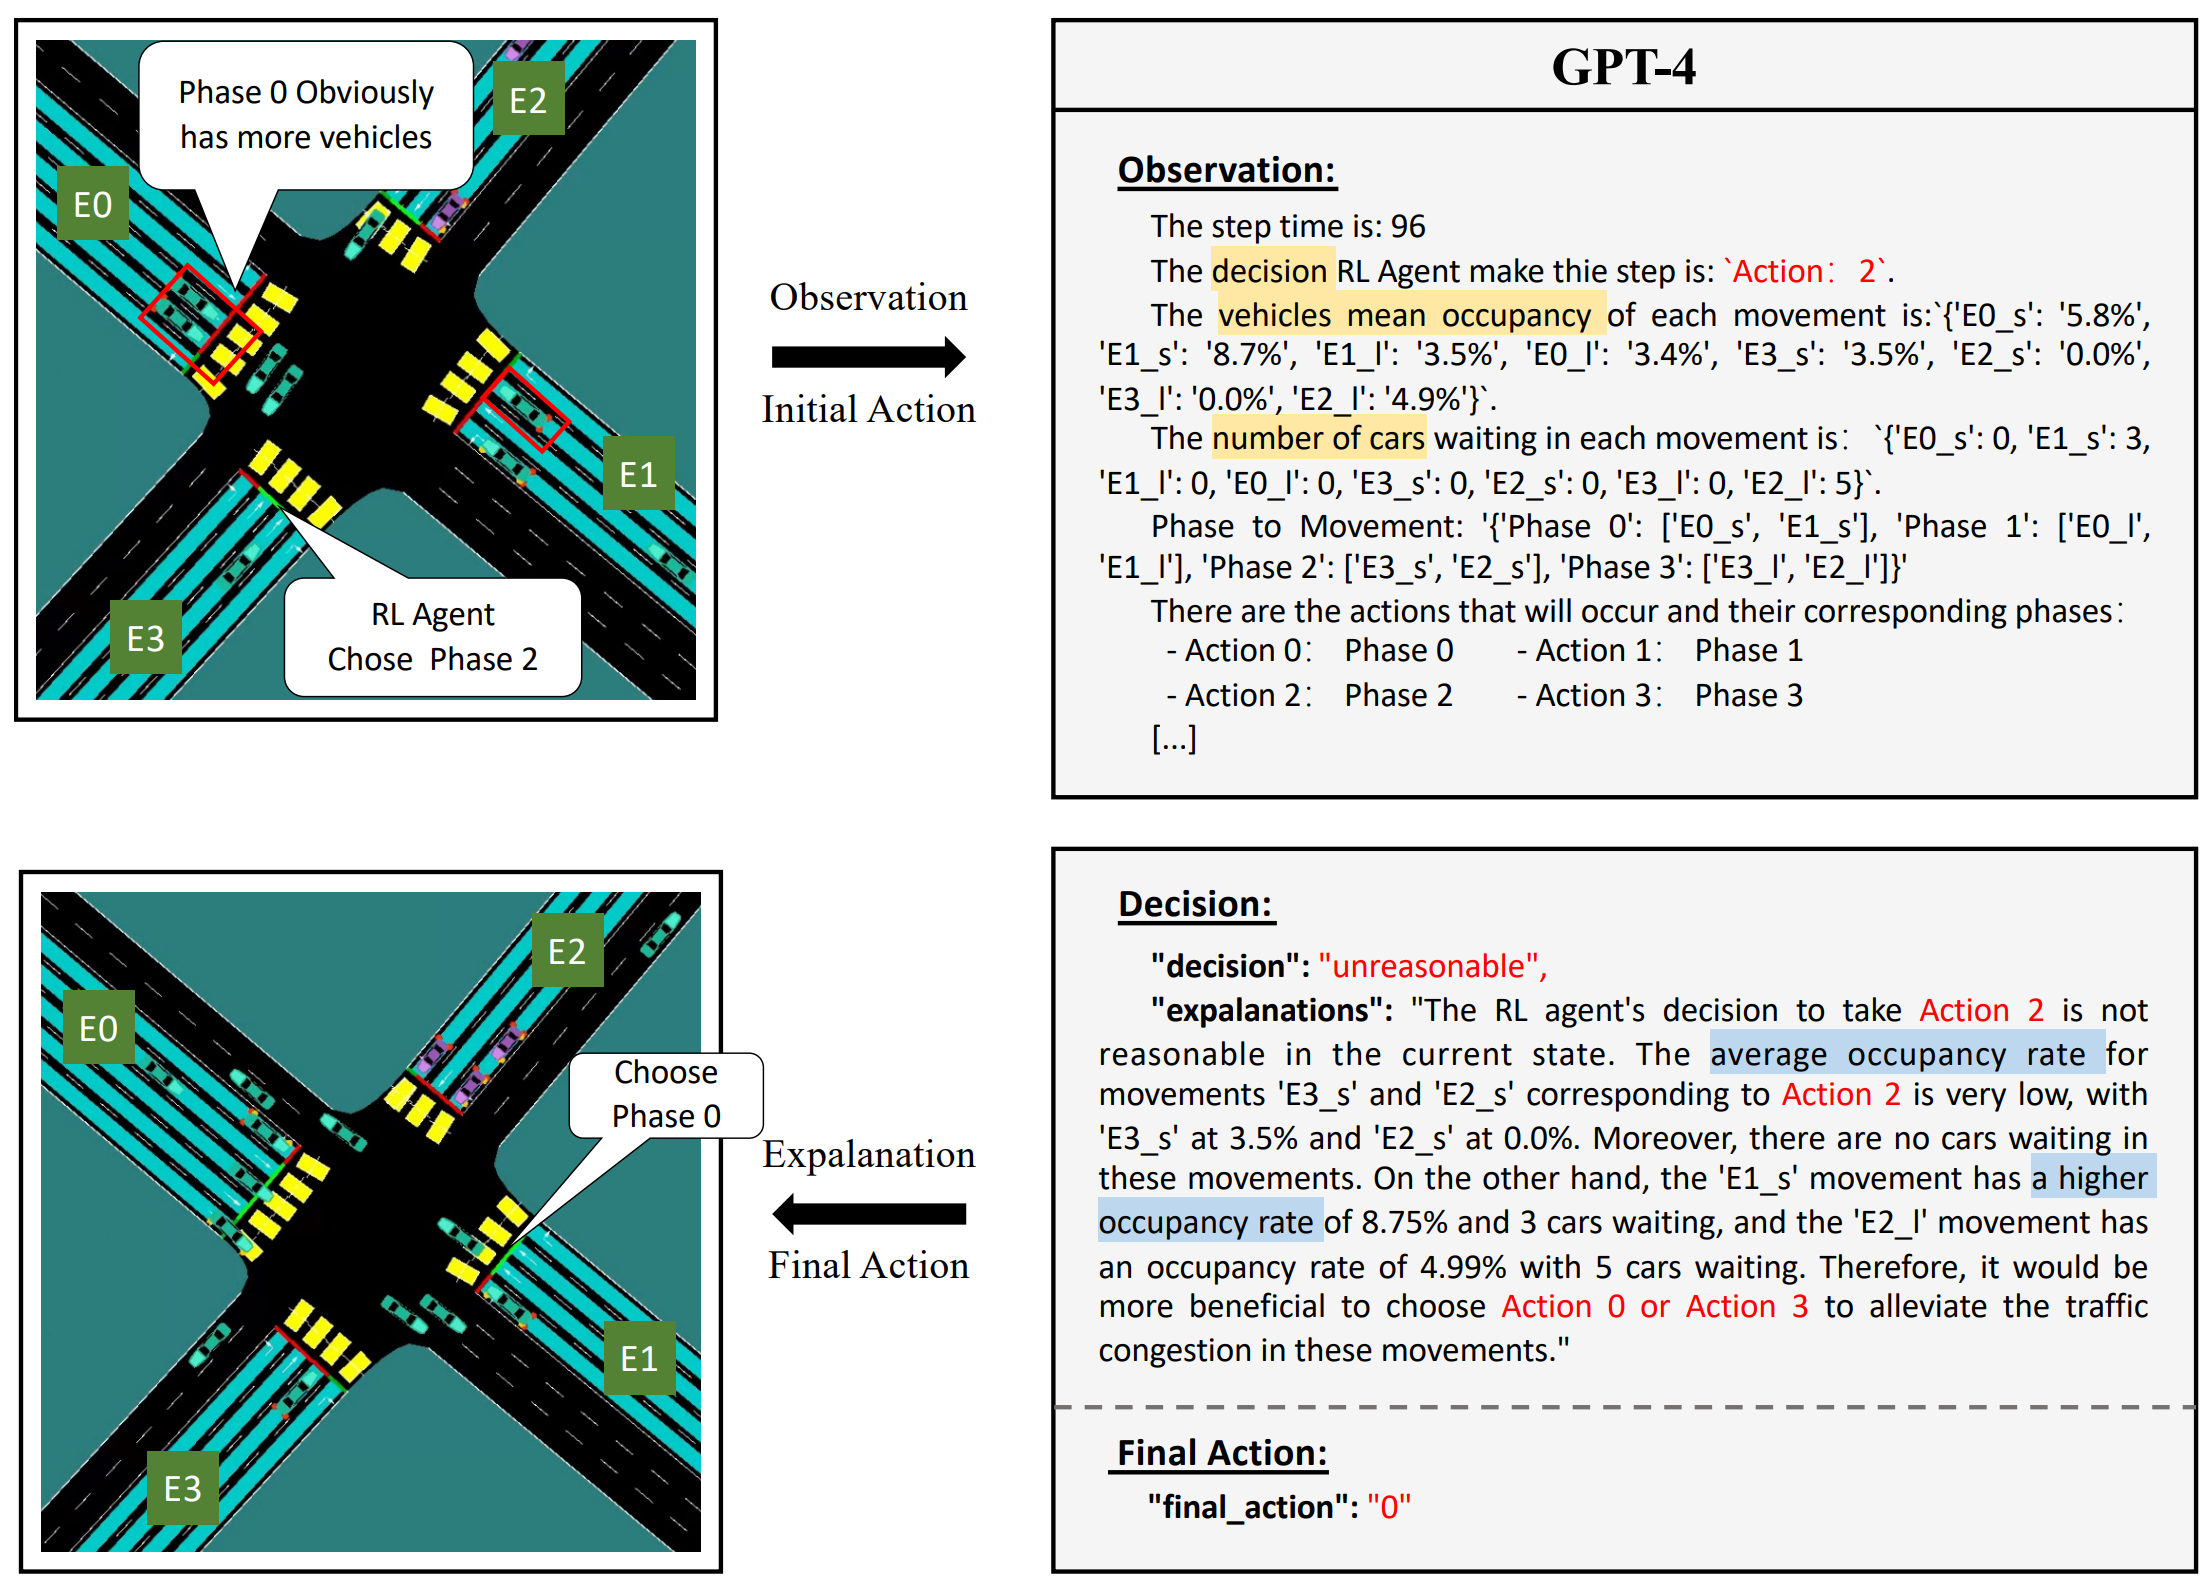 Phase 0 Obviously
has more vehicles
E2
E0
E1
E3
RL Agent
Chose Phase 2
Observation
Initial Action
GPT-4
Observation:
The step time is: 96
The decision RL Agent make thie step is: `Action: 2`.
The vehicles mean occupancy of each movement is:`{'E0_s': '5.8%',
'E1_s': '8.7%', 'E1_l': '3.5%', 'E0_l': '3.4%', 'E3_s': '3.5%', 'E2_s': '0.0%',
'E3_l': '0.0%', 'E2_l': '4.9%'}`.
The number of cars waiting in each movement is: `{'E0_s': 0, 'E1_s': 3,
'E1_l': 0, 'E0_l': 0, 'E3_s': 0, 'E2_s': 0, 'E3_l': 0, 'E2_l': 5}`.
Phase to Movement: '{'Phase 0': ['E0_s', 'E1_s'], 'Phase 1': ['E0_l',
'E1_l'], 'Phase 2': ['E3_s', 'E2_s'], 'Phase 3': ['E3_l', 'E2_l']}'
There are the actions that will occur and their corresponding phases:
- Action 0: Phase 0 - Action 1: Phase 1
- Action 2: Phase 2 - Action 3: Phase 3
[...]
E2
E0
Choose
Phase 0
E1
E3
Expalanation
Final Action
Decision:
"decision": "unreasonable",
"expalanations": "The RL agent's decision to take Action 2 is not
reasonable in the current state. The average occupancy rate for
movements 'E3_s' and 'E2_s' corresponding to Action 2 is very low, with
'E3_s' at 3.5% and 'E2_s' at 0.0%. Moreover, there are no cars waiting in
these movements. On the other hand, the 'E1_s' movement has a higher
occupancy rate of 8.75% and 3 cars waiting, and the 'E2_l' movement has
an occupancy rate of 4.99% with 5 cars waiting. Therefore, it would be
more beneficial to choose Action 0 or Action 3 to alleviate the traffic
congestion in these movements."
Final Action:
"final_action": "0"